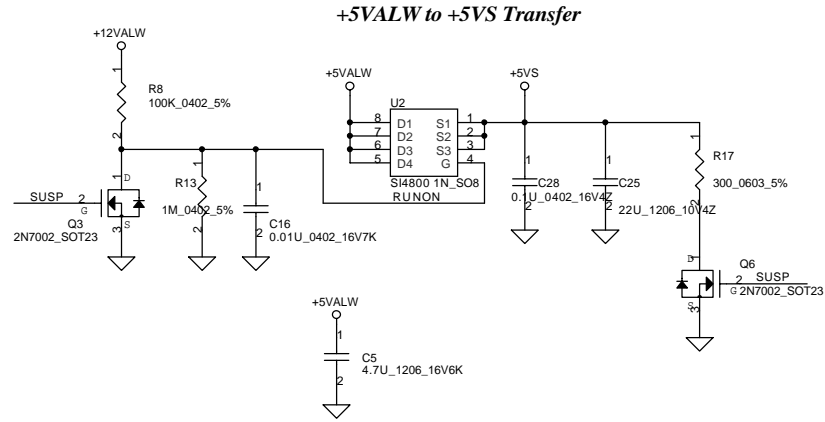 +5VALW to +5VS Transfer
+12VALW
1
R8
100K_0402_5%
2
+5VALW
U2
8 D1 S1 1
7 D2 S2 2
6 D3 S3 3
5 D4 G 4
SI4800 1N_SO8
RUNON
+5VS
1
C28
0.1U_0402_16V4Z
2
1
C25
22U_1206_10V4Z
2
1
R17
300_0603_5%
2
SUSP
2
G
1
D
S
3
Q3
2N7002_SOT23
1
R13
1M_0402_5%
2
1
C16
0.01U_0402_16V7K
2
D
1
Q6
2
SUSP
G
2N7002_SOT23
S
3
+5VALW
1
C5
4.7U_1206_16V6K
2